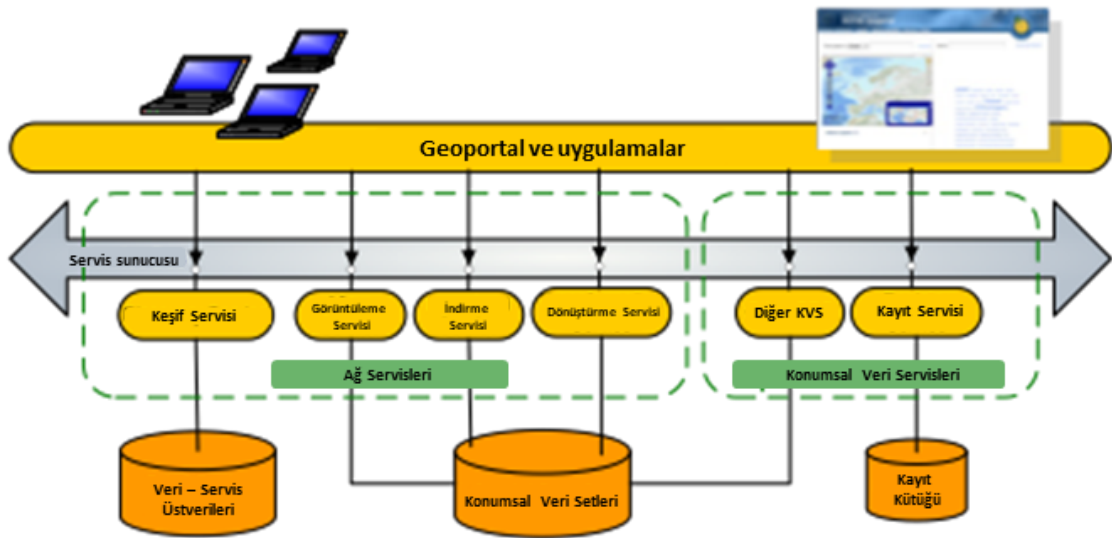 Geoportal ve uygulamalar
Servis sunucusu
Keşif Servisi
Görüntüleme
Servisi
İndirme
Servisi
Dönüştürme Servisi
Diğer KVS
Kayıt Servisi
Ağ Servisleri
Konumsal Veri Servisleri
Veri – Servis
Üstverileri
Konumsal Veri Setleri
Kayıt
Kütüğü